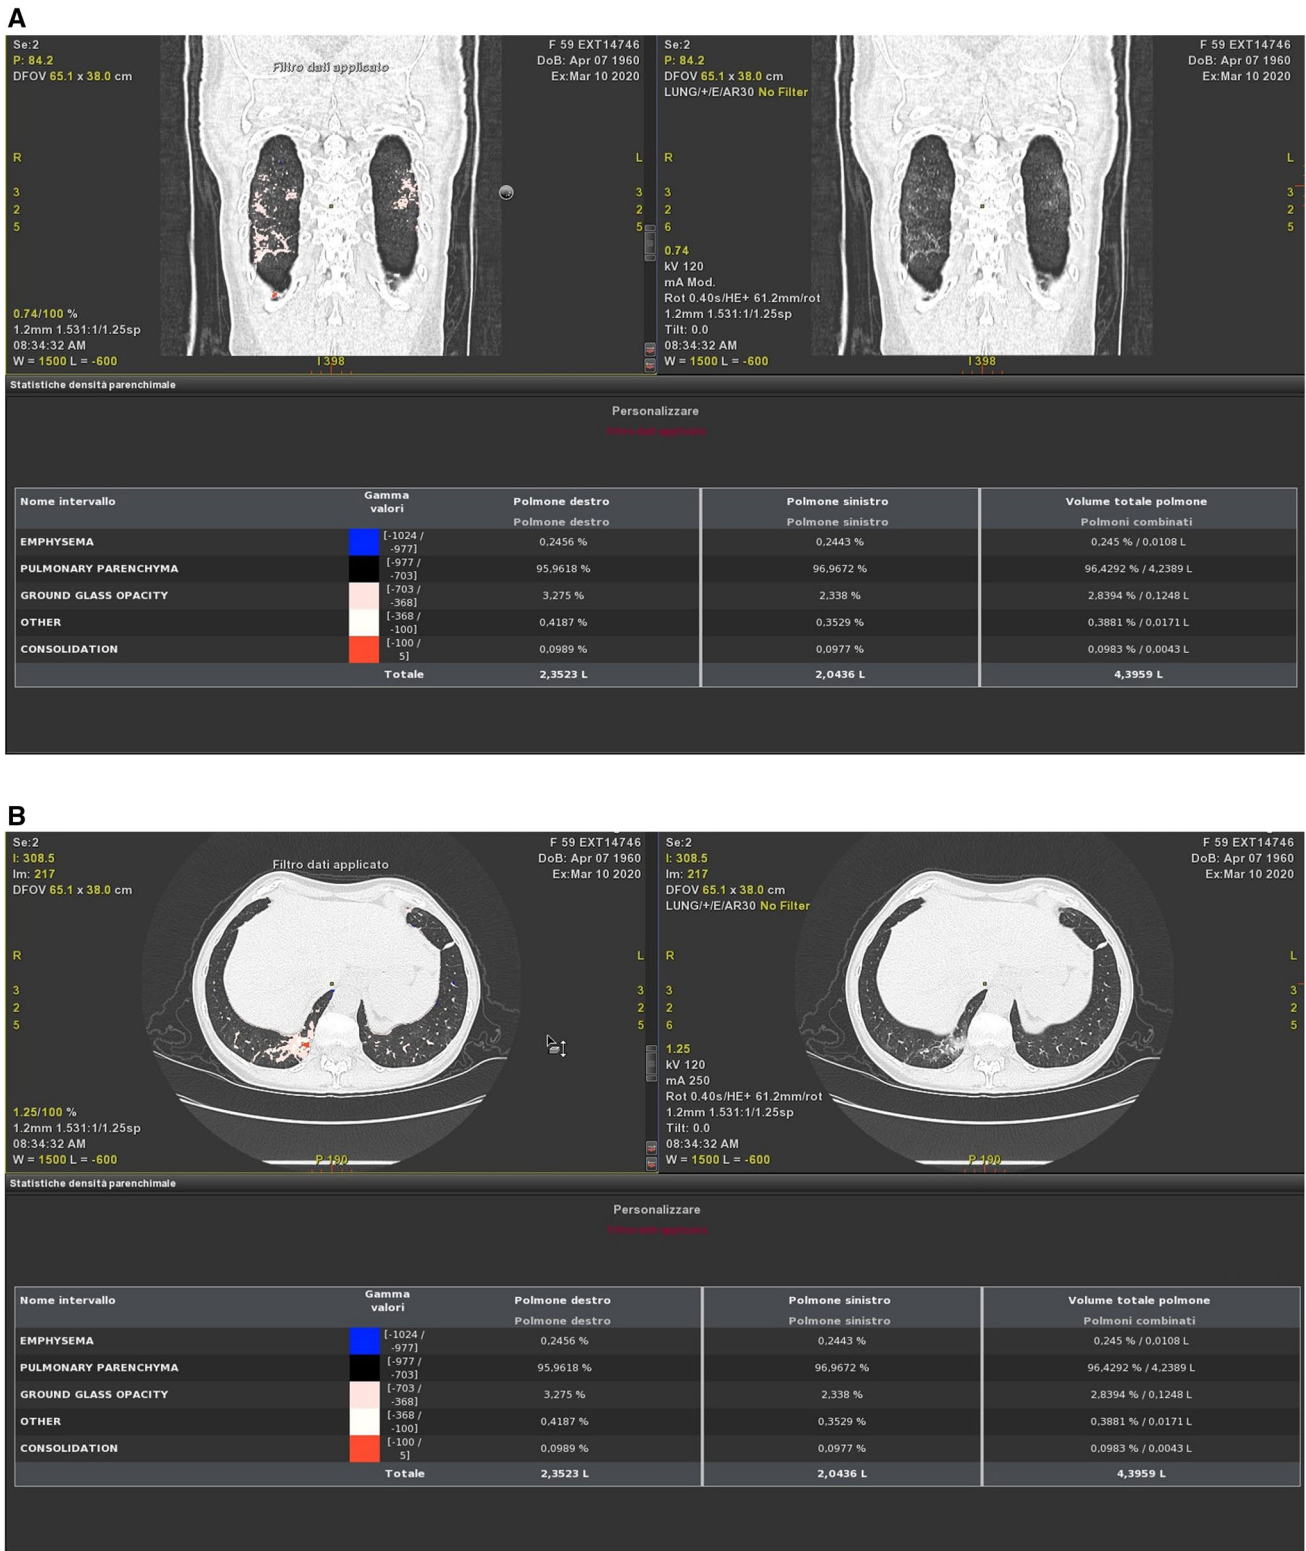 A
Se:2
P: 84.2
DFOV 65.1 x 38.0 cm
Filtro dati applicato
F 59 EXT14746
DoB: Apr 07 1960
Ex:Mar 10 2020
R
L
3
2
5
3
2
5
0.74/100 %
1.2mm 1.531:1/1.25sp
08:34:32 AM
W = 1500 L = -600
I 398
Se:2
P: 84.2
DFOV 65.1 x 38.0 cm
LUNG/+/E/AR30 No Filter
F 59 EXT14746
DoB: Apr 07 1960
Ex:Mar 10 2020
R
L
3
2
6
3
2
5
0.74
kV 120
mA Mod.
Rot 0.40s/HE+ 61.2mm/rot
1.2mm 1.531:1/1.25sp
Tilt: 0.0
08:34:32 AM
W = 1500 L = -600
I 398
Statistiche densità parenchimale
Personalizzare
Nome intervallo Gamma valori Polmone destro Polmone sinistro Volume totale polmone
Polmone destro Polmone sinistro Polmoni combinati
EMPHYSEMA [-1024 / -977] 0,2456 % 0,2443 % 0,245 % / 0,0108 L
PULMONARY PARENCHYMA [-977 / -703] 95,9618 % 96,9672 % 96,4292 % / 4,2389 L
GROUND GLASS OPACITY [-703 / -368] 3,275 % 2,338 % 2,8394 % / 0,1248 L
OTHER [-368 / -100] 0,4187 % 0,3529 % 0,3881 % / 0,0171 L
CONSOLIDATION [-100 / 5] 0,0989 % 0,0977 % 0,0983 % / 0,0043 L
Totale 2,3523 L 2,0436 L 4,3959 L
B
Se:2
I: 308.5
Im: 217
DFOV 65.1 x 38.0 cm
Filtro dati applicato
F 59 EXT14746
DoB: Apr 07 1960
Ex:Mar 10 2020
R
L
3
2
5
3
2
5
1.25/100 %
1.2mm 1.531:1/1.25sp
08:34:32 AM
W = 1500 L = -600
P 190
Se:2
I: 308.5
Im: 217
DFOV 65.1 x 38.0 cm
LUNG/+/E/AR30 No Filter
F 59 EXT14746
DoB: Apr 07 1960
Ex:Mar 10 2020
R
L
3
2
6
3
2
5
1.25
kV 120
mA 250
Rot 0.40s/HE+ 61.2mm/rot
1.2mm 1.531:1/1.25sp
Tilt: 0.0
08:34:32 AM
W = 1500 L = -600
P 190
Statistiche densità parenchimale
Personalizzare
Nome intervallo Gamma valori Polmone destro Polmone sinistro Volume totale polmone
Polmone destro Polmone sinistro Polmoni combinati
EMPHYSEMA [-1024 / -977] 0,2456 % 0,2443 % 0,245 % / 0,0108 L
PULMONARY PARENCHYMA [-977 / -703] 95,9618 % 96,9672 % 96,4292 % / 4,2389 L
GROUND GLASS OPACITY [-703 / -368] 3,275 % 2,338 % 2,8394 % / 0,1248 L
OTHER [-368 / -100] 0,4187 % 0,3529 % 0,3881 % / 0,0171 L
CONSOLIDATION [-100 / 5] 0,0989 % 0,0977 % 0,0983 % / 0,0043 L
Totale 2,3523 L 2,0436 L 4,3959 L